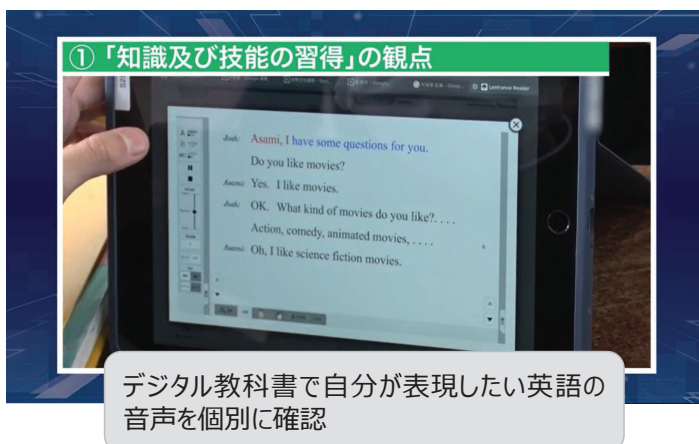 ①「知識及び技能の習得」の観点
Lentrance Reader
Josh: Asami, I have some questions for you.
Do you like movies?
Asami: Yes. I like movies.
Josh: OK. What kind of movies do you like?. . . .
Action, comedy, animated movies, . . . .
Asami: Oh, I like science fiction movies.
デジタル教科書で自分が表現したい英語の
音声を個別に確認